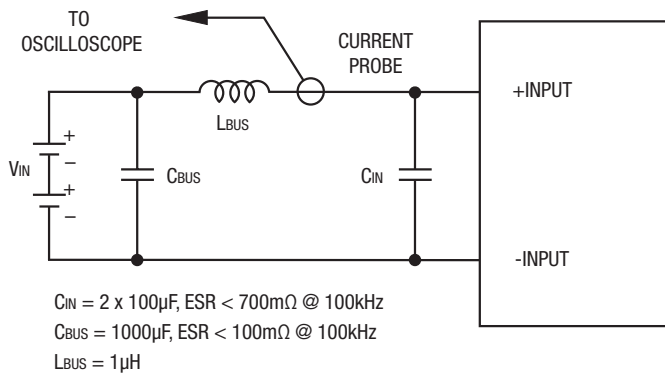 TO
OSCILLOSCOPE
CURRENT
PROBE
+INPUT
LBUS
+
VIN
−
+
−
CBUS
CIN
-INPUT
CIN = 2 x 100µF, ESR < 700mΩ @ 100kHz
CBUS = 1000µF, ESR < 100mΩ @ 100kHz
LBUS = 1µH